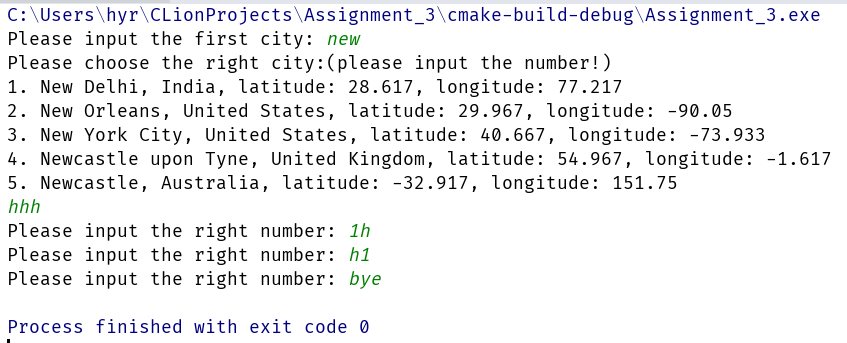 C:\Users\hyr\CLionProjects\Assignment_3\cmake-build-debug\Assignment_3.exe
Please input the first city: new
Please choose the right city:(please input the number!)
1. New Delhi, India, latitude: 28.617, longitude: 77.217
2. New Orleans, United States, latitude: 29.967, longitude: -90.05
3. New York City, United States, latitude: 40.667, longitude: -73.933
4. Newcastle upon Tyne, United Kingdom, latitude: 54.967, longitude: -1.617
5. Newcastle, Australia, latitude: -32.917, longitude: 151.75
hhh
Please input the right number: 1h
Please input the right number: h1
Please input the right number: bye
Process finished with exit code 0